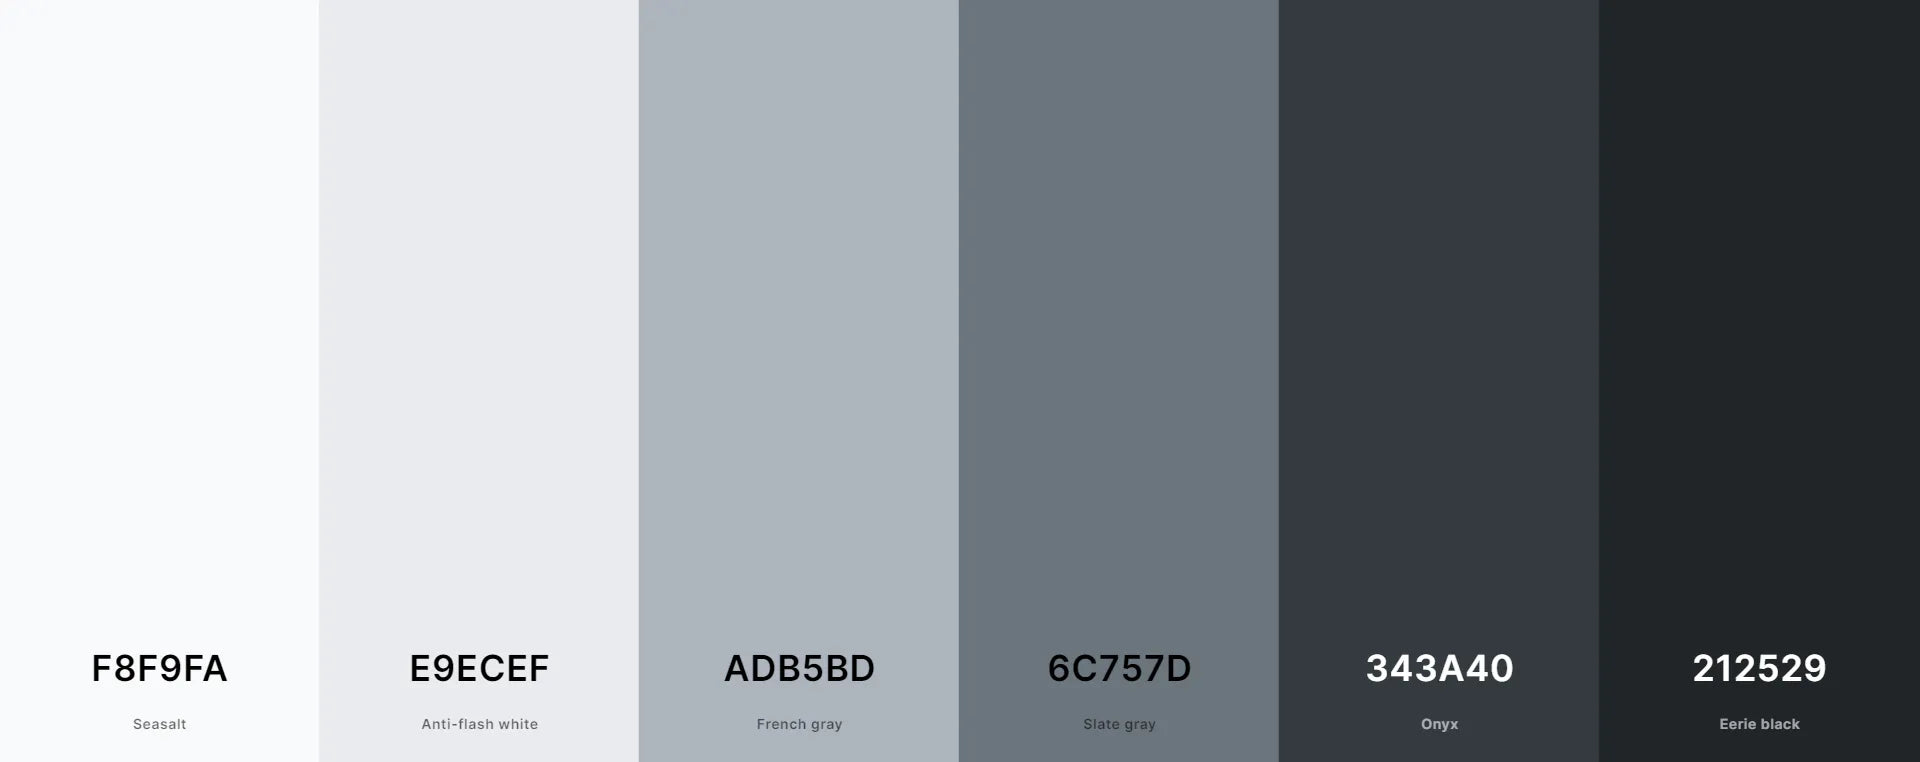 F8F9FA
Seasalt
E9ECEF
Anti-flash white
ADB5BD
French gray
6C757D
Slate gray
343A40
Onyx
212529
Eerie black